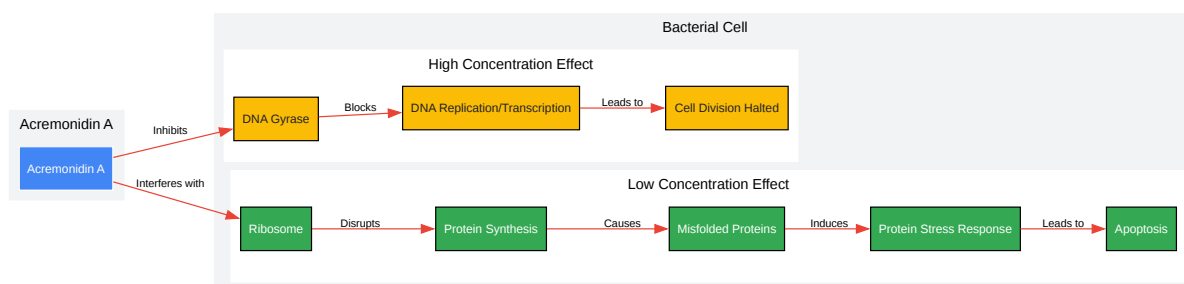 Bacterial Cell
High Concentration Effect
DNA Gyrase
Blocks
DNA Replication/Transcription
Leads to
Cell Division Halted
Acremonidin A
Acremonidin A
Inhibits
Interferes with
Low Concentration Effect
Ribosome
Disrupts
Protein Synthesis
Causes
Misfolded Proteins
Induces
Protein Stress Response
Leads to
Apoptosis